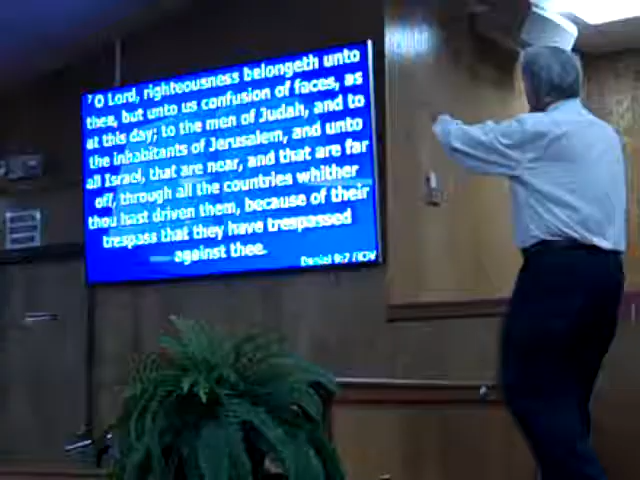 7 O Lord, righteousness belongeth unto
thee, but unto us confusion of faces, as
at this day; to the men of Judah, and to
the inhabitants of Jerusalem, and unto
all Israel, that are near, and that are far
off, through all the countries whither
thou hast driven them, because of their
trespass that they have trespassed
against thee.
Daniel 9:7 / KJV